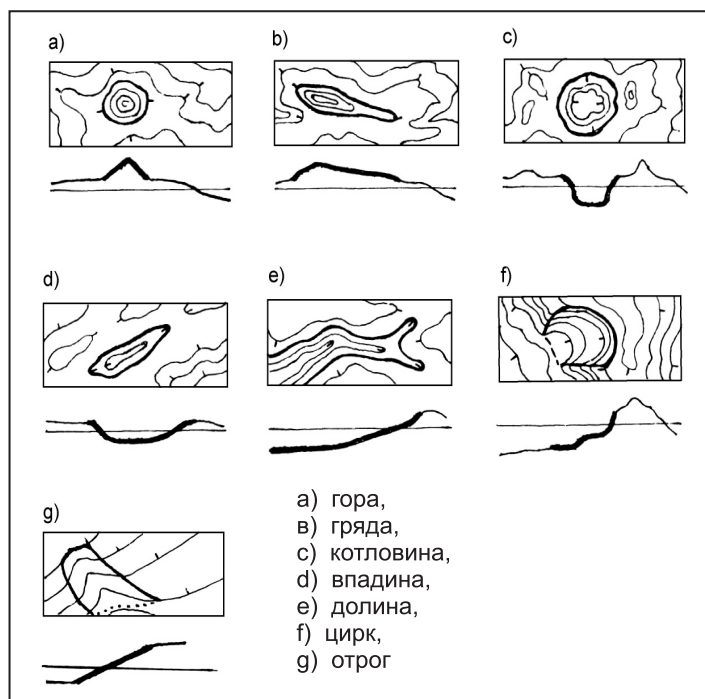 a)
b)
c)
d)
e)
f)
g)
a) гора,
в) гряда,
c) котловина,
d) впадина,
e) долина,
f) цирк,
g) отрог